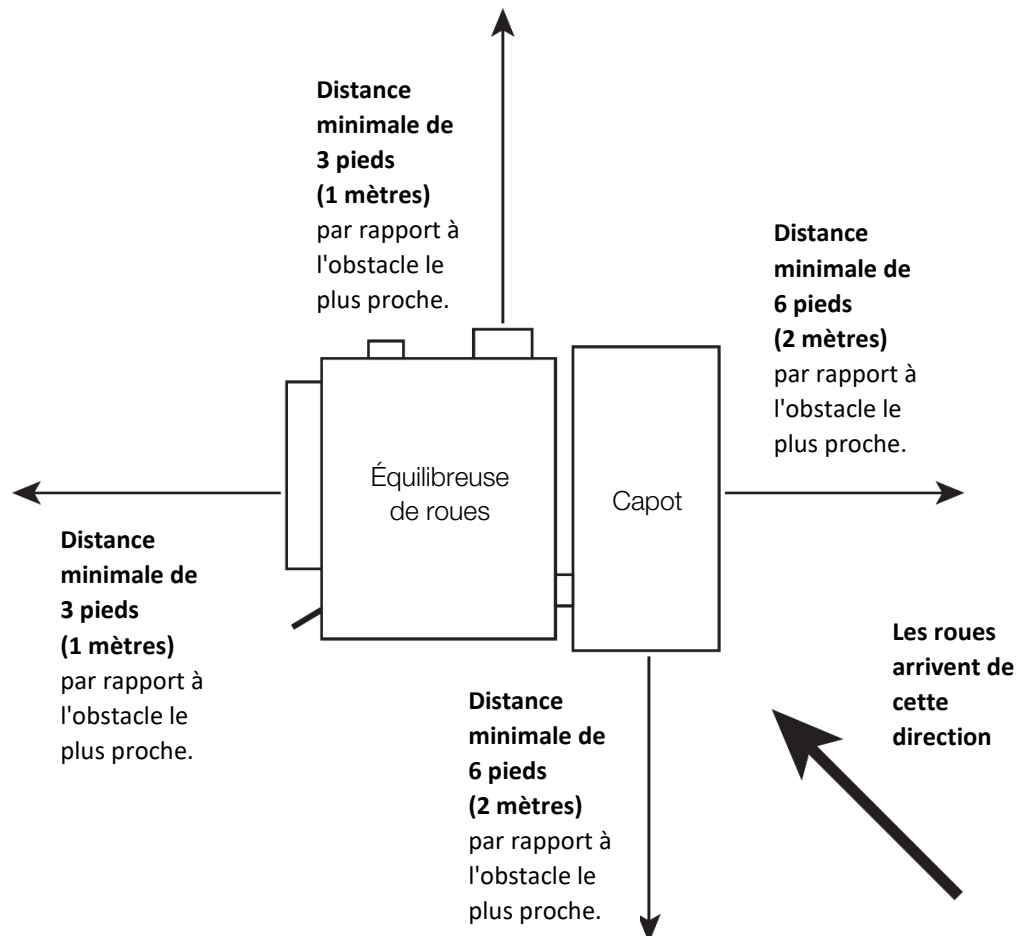 Distance
minimale de
3 pieds
(1 mètres)
par rapport à
l'obstacle le
plus proche.
Distance
minimale de
6 pieds
(2 mètres)
par rapport à
l'obstacle le
plus proche.
Équilibreuse
de roues
Capot
Distance
minimale de
3 pieds
(1 mètres)
par rapport à
l'obstacle le
plus proche.
Distance
minimale de
6 pieds
(2 mètres)
par rapport à
l'obstacle le
plus proche.
Les roues
arrivent de
cette
direction